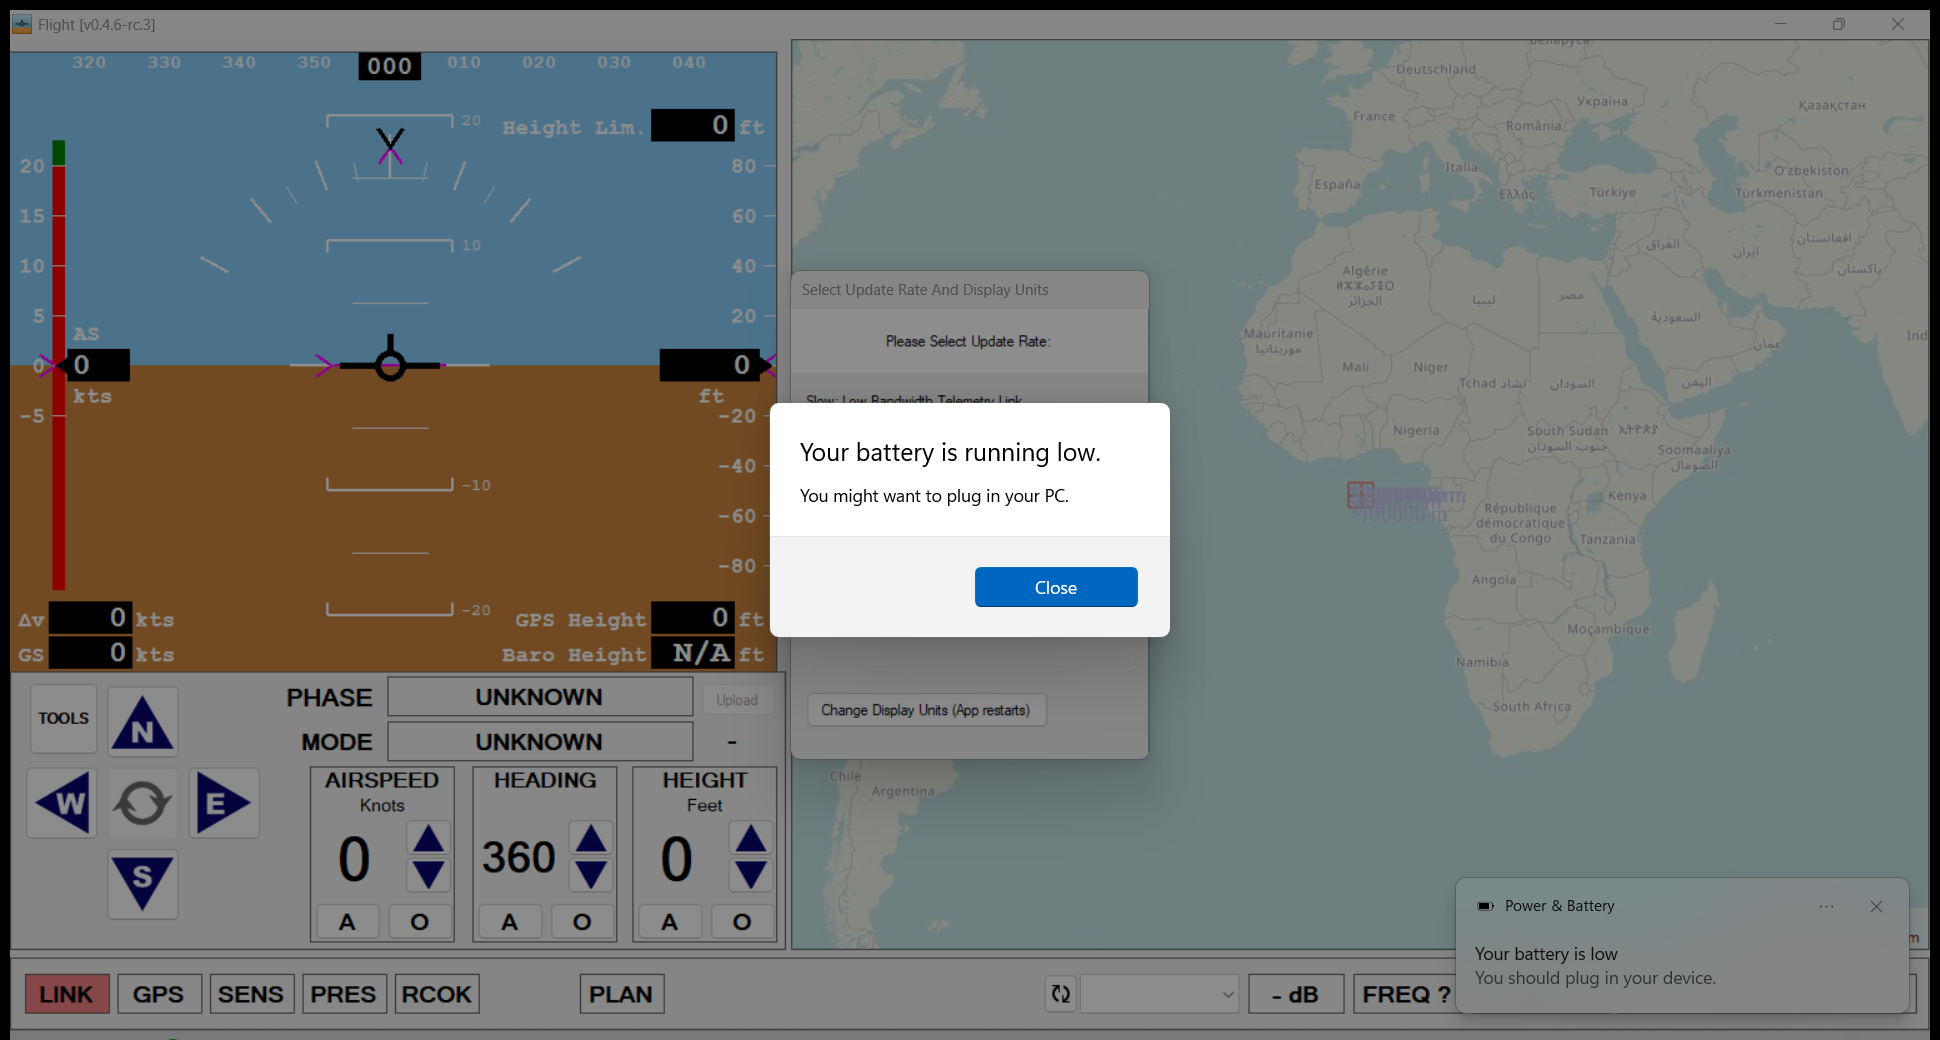 Flight [v0.4.6-rc.3]
320 330 340 350 000 010 020 030 040
20
Height Lim. 0 ft
20 80
15 60
10
10 40
5 20
AS
0 0 0
kts ft
-5 -20
-40
-10
-60
-80
-20
Δv 0 kts GPS Height 0 ft
GS 0 kts Baro Height N/A ft
TOOLS
N
W
E
S
PHASE UNKNOWN Upload
MODE UNKNOWN -
AIRSPEED HEADING HEIGHT
Knots Feet
0 360 0
A O A O A O
LINK GPS SENS PRES RCOK PLAN - dB FREQ ?
Select Update Rate And Display Units
Please Select Update Rate:
Slow: Low Bandwidth Telemetry Link
Your battery is running low.
You might want to plug in your PC.
Close
Change Display Units (App restarts)
Беларусь
Deutschland
Україна
Қазақстан
France
România
Italia
O'zbekiston
España
Ελλάς
Türkiye
Türkmenistan
العراق
ایران
افغانستان
پاکستان
Algérie
ⵍⵣⵣⴰⵢⴻⵔ
الجزائر
ليبيا
مصر
السعودية
عمان
Ind
Mauritanie
موريتانيا
Mali
Niger
Tchad تشاد
السودان
اليمن
Nigeria
South Sudan
جنوب السودان
ኢትዮጵያ
Soomaaliya
الصومال
Kenya
République
démocratique
du Congo
Tanzania
Angola
Moçambique
Namibia
South Africa
Chile
Argentina
100000 m
Power & Battery
Your battery is low
You should plug in your device.
m